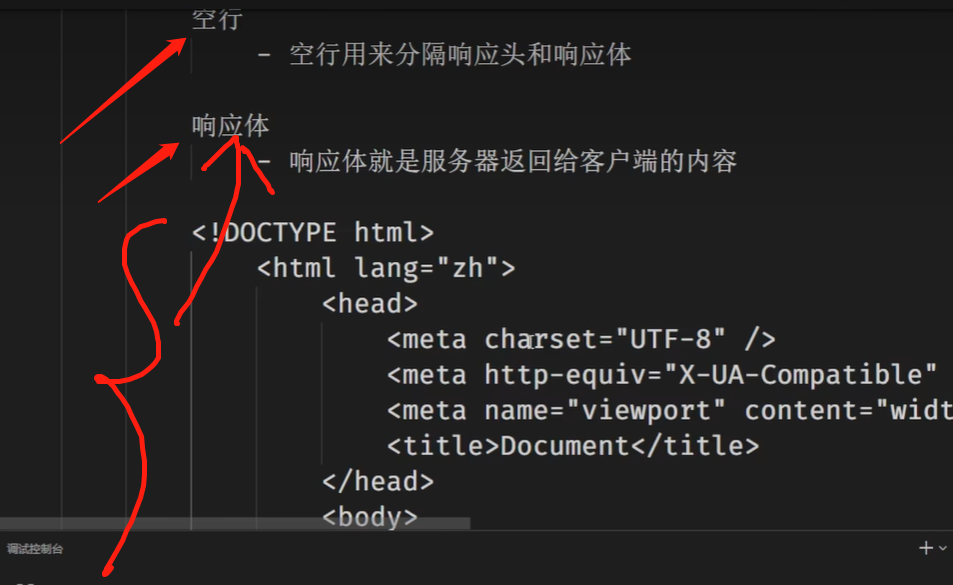 空行
- 空行用来分隔响应头和响应体
响应体
- 响应体就是服务器返回给客户端的内容
<!DOCTYPE html>
<html lang="zh">
<head>
<meta charset="UTF-8" />
<meta http-equiv="X-UA-Compatible"
<meta name="viewport" content="widt
<title>Document</title>
</head>
<body>
调试控制台